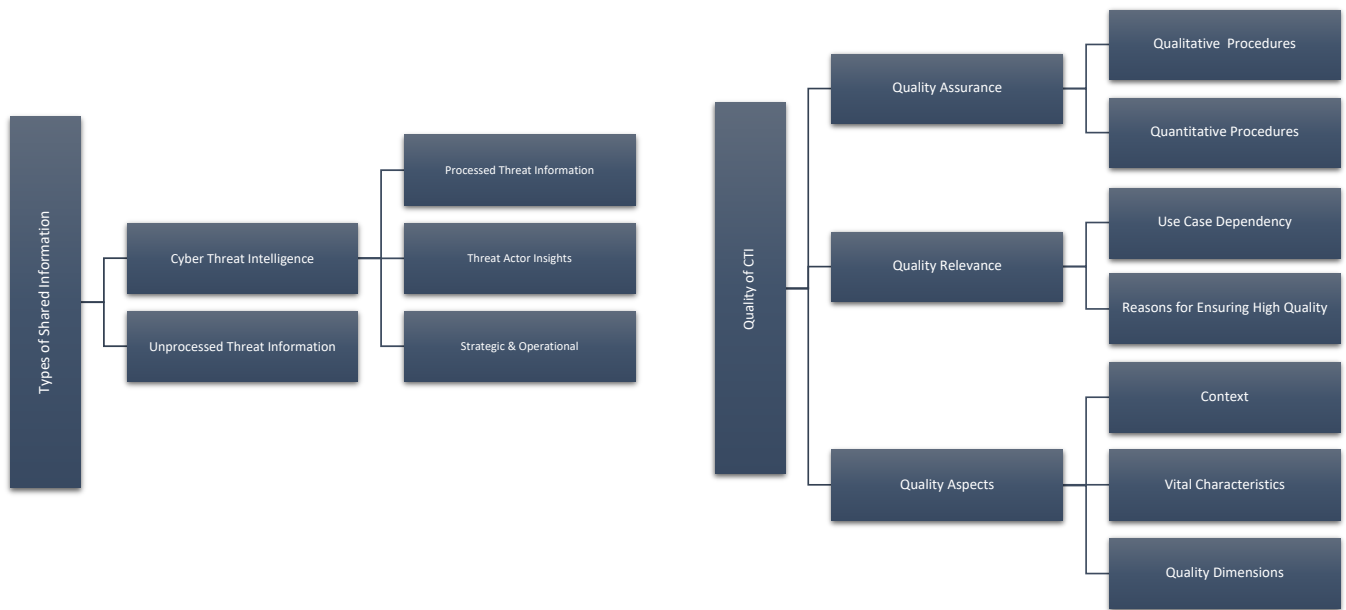 Types of Shared Information
Cyber Threat Intelligence
Unprocessed Threat Information
Processed Threat Information
Threat Actor Insights
Strategic & Operational
Quality of CTI
Quality Assurance
Qualitative Procedures
Quantitative Procedures
Quality Relevance
Use Case Dependency
Reasons for Ensuring High Quality
Quality Aspects
Context
Vital Characteristics
Quality Dimensions